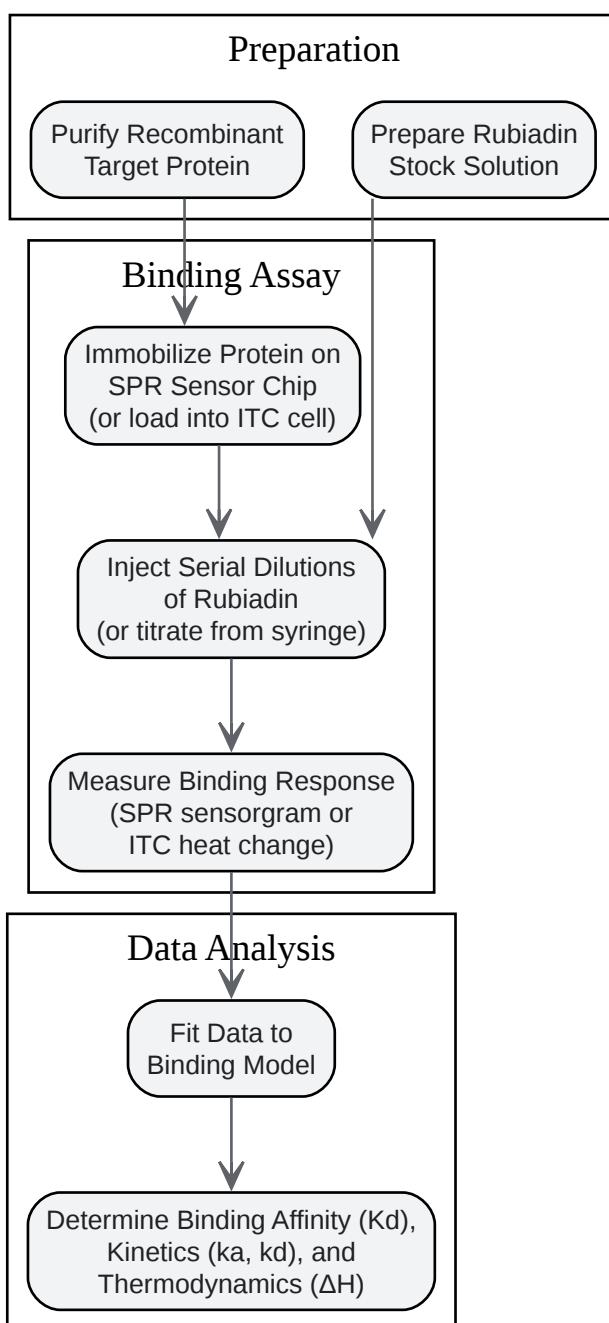 Preparation
Purify Recombinant
Target Protein
Prepare Rubiadin
Stock Solution
Binding Assay
Immobilize Protein on
SPR Sensor Chip
(or load into ITC cell)
Inject Serial Dilutions
of Rubiadin
(or titrate from syringe)
Measure Binding Response
(SPR sensorgram or
ITC heat change)
Data Analysis
Fit Data to
Binding Model
Determine Binding Affinity (Kd),
Kinetics (ka, kd), and
Thermodynamics (ΔH)